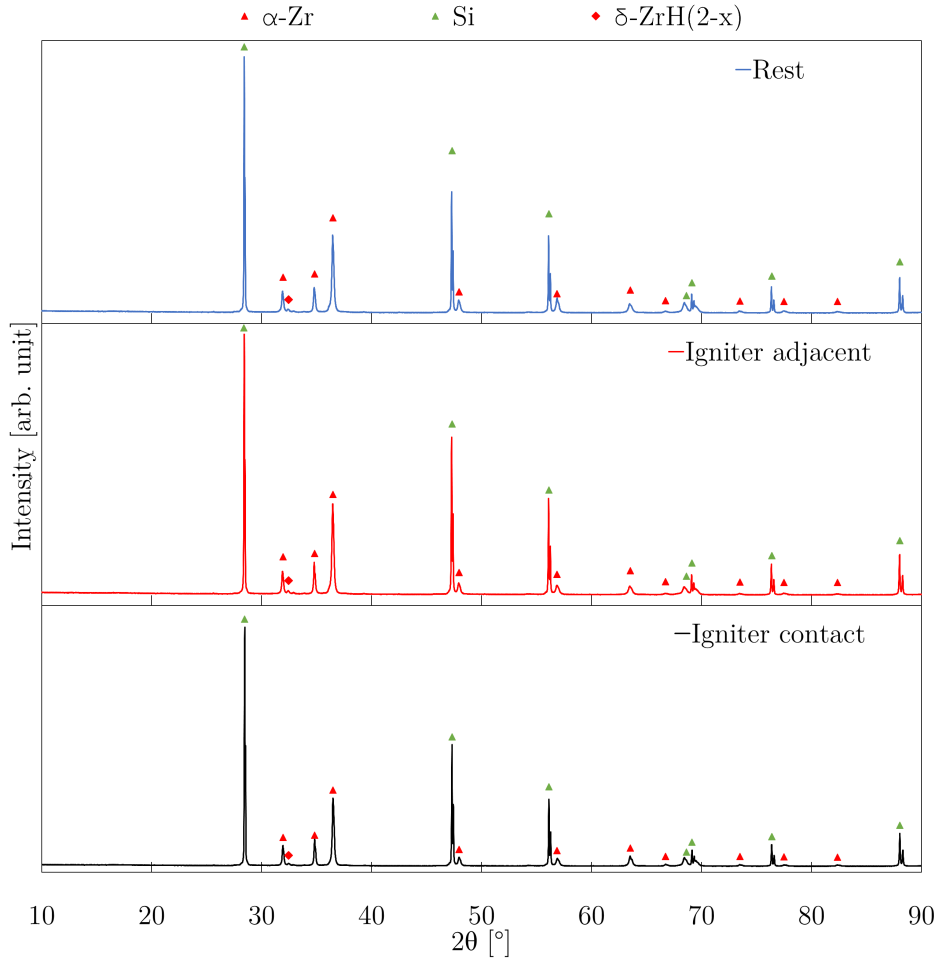 α-Zr Si δ-ZrH(2-x)
Rest
Igniter adjacent
Igniter contact
Intensity [arb. unit]
10 20 30 40 50 60 70 80 90
2θ [°]